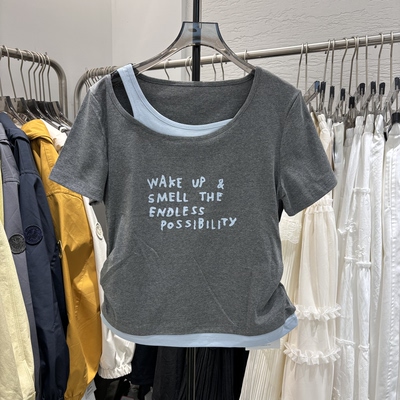 WAKE UP &
SMELL THE
ENDLESS
POSSIBILITY